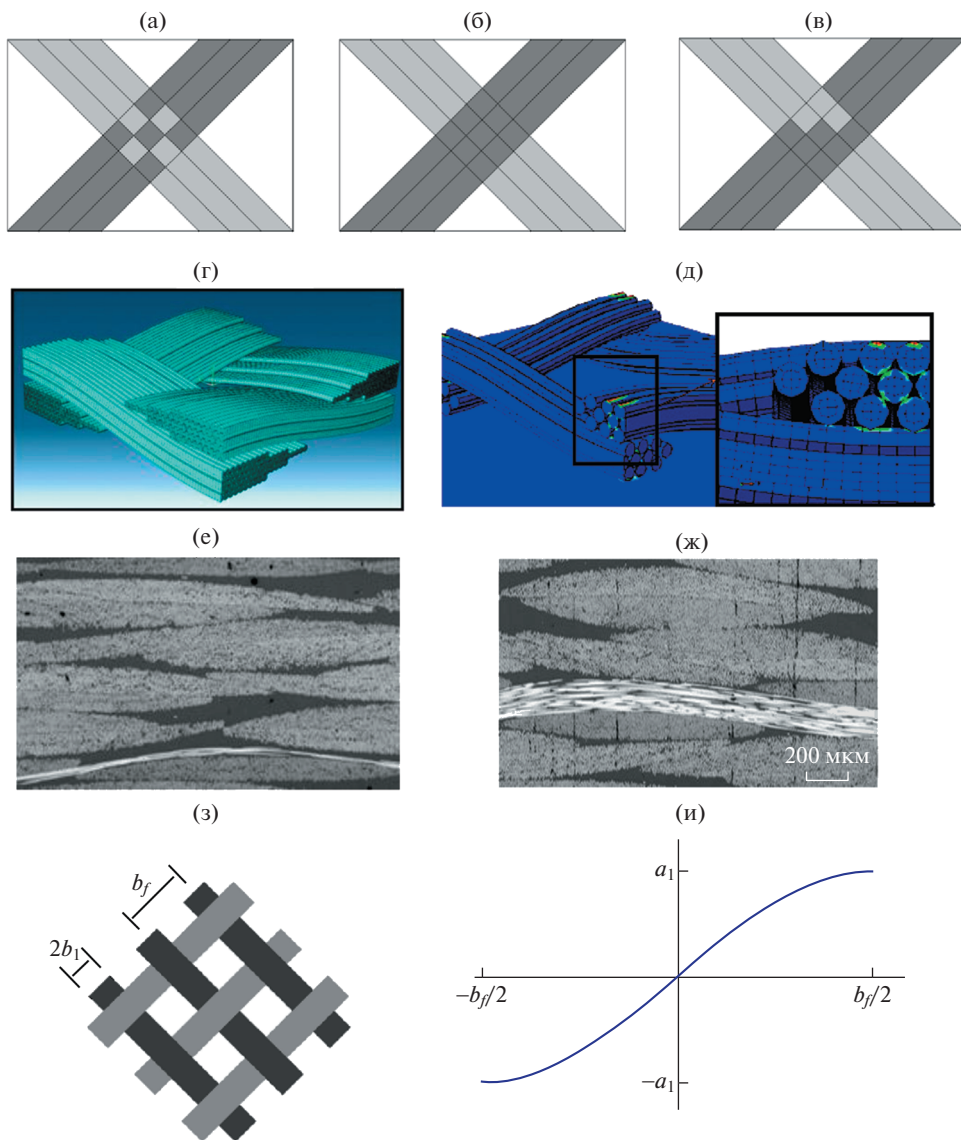 (а)
(б)
(в)
(г)
(д)
(е)
(ж)
200 мкм
(з)
(и)
b_f
2b_1
a_1
−b_f/2
b_f/2
−a_1